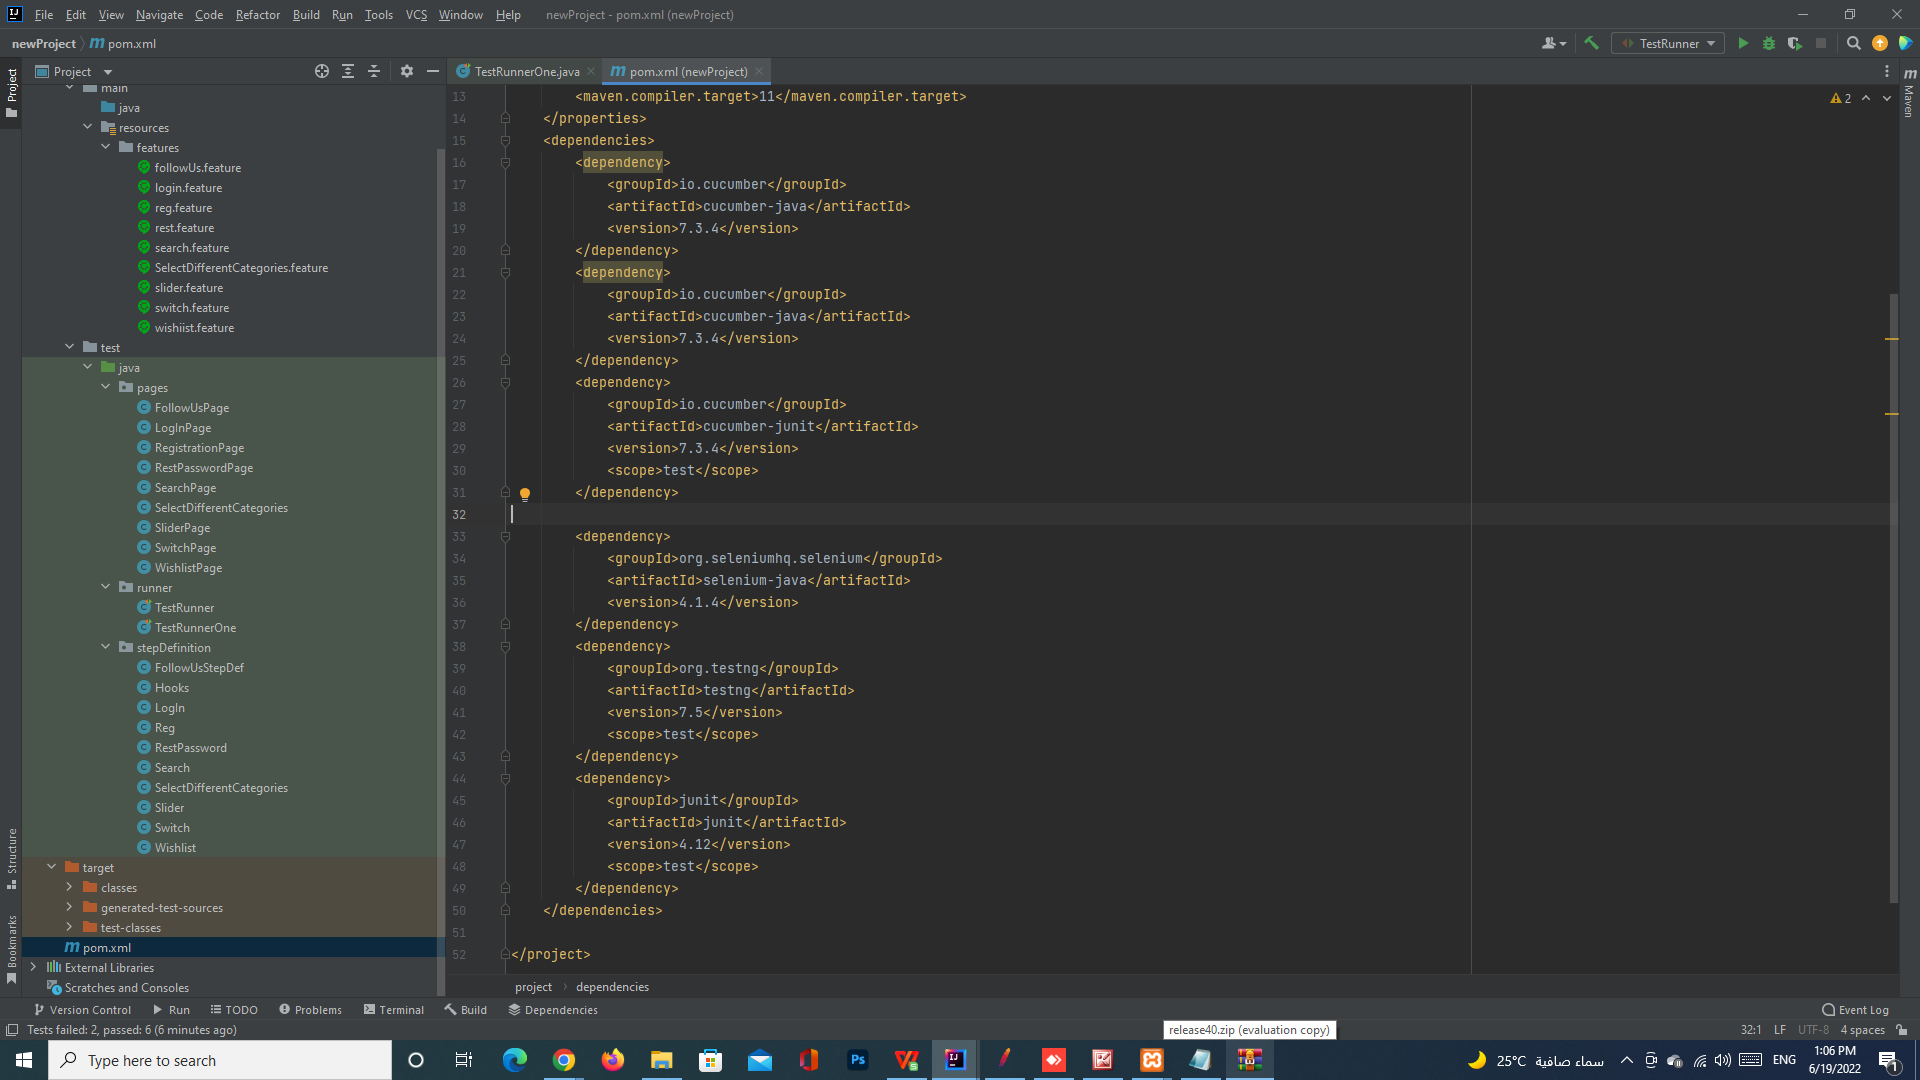 File Edit View Navigate Code Refactor Build Run Tools VCS Window Help newProject - pom.xml (newProject)
newProject pom.xml
TestRunner
Project
TestRunnerOne.java
pom.xml (newProject)
Project
Structure
Bookmarks
main
java
resources
features
followUs.feature
login.feature
reg.feature
rest.feature
search.feature
SelectDifferentCategories.feature
slider.feature
switch.feature
wishiist.feature
test
java
pages
FollowUsPage
LogInPage
RegistrationPage
RestPasswordPage
SearchPage
SelectDifferentCategories
SliderPage
SwitchPage
WishlistPage
runner
TestRunner
TestRunnerOne
stepDefinition
FollowUsStepDef
Hooks
LogIn
Reg
RestPassword
Search
SelectDifferentCategories
Slider
Switch
Wishlist
target
classes
generated-test-sources
test-classes
pom.xml
External Libraries
Scratches and Consoles
13 <maven.compiler.target>11</maven.compiler.target>
14 </properties>
15 <dependencies>
16 <dependency>
17 <groupId>io.cucumber</groupId>
18 <artifactId>cucumber-java</artifactId>
19 <version>7.3.4</version>
20 </dependency>
21 <dependency>
22 <groupId>io.cucumber</groupId>
23 <artifactId>cucumber-java</artifactId>
24 <version>7.3.4</version>
25 </dependency>
26 <dependency>
27 <groupId>io.cucumber</groupId>
28 <artifactId>cucumber-junit</artifactId>
29 <version>7.3.4</version>
30 <scope>test</scope>
31 </dependency>
32
33 <dependency>
34 <groupId>org.seleniumhq.selenium</groupId>
35 <artifactId>selenium-java</artifactId>
36 <version>4.1.4</version>
37 </dependency>
38 <dependency>
39 <groupId>org.testng</groupId>
40 <artifactId>testng</artifactId>
41 <version>7.5</version>
42 <scope>test</scope>
43 </dependency>
44 <dependency>
45 <groupId>junit</groupId>
46 <artifactId>junit</artifactId>
47 <version>4.12</version>
48 <scope>test</scope>
49 </dependency>
50 </dependencies>
51
52 </project>
2
Maven
project dependencies
Version Control Run TODO Problems Terminal Build Dependencies Event Log
Tests failed: 2, passed: 6 (6 minutes ago)
release40.zip (evaluation copy)
32:1 LF UTF-8 4 spaces
Type here to search
25°C سماء صافية
ENG
1:06 PM
6/19/2022
1